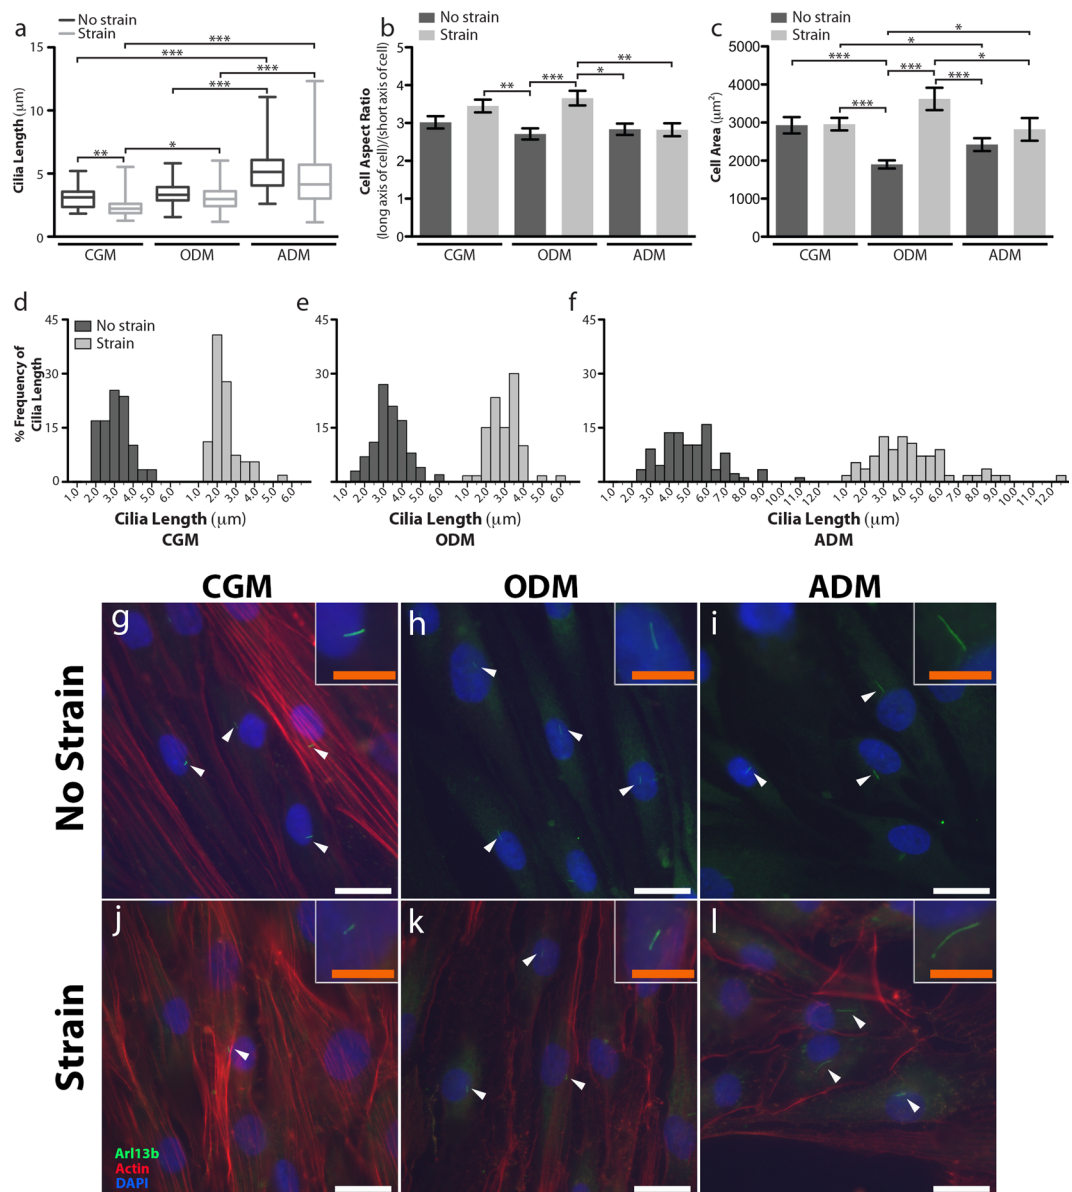 a
No strain
Strain
Cilia Length (μm)
15
10
5
0
***
***
***
***
**
*
CGM
ODM
ADM
b
No strain
Strain
Cell Aspect Ratio
(long axis of cell)/(short axis of cell)
5
4
3
2
1
0
**
***
**
*
CGM
ODM
ADM
c
No strain
Strain
Cell Area (μm²)
5000
4000
3000
2000
1000
0
*
*
***
***
*
***
***
CGM
ODM
ADM
d
No strain
Strain
% Frequency of
Cilia Length
45
30
15
0
1.0 2.0 3.0 4.0 5.0 6.0 1.0 2.0 3.0 4.0 5.0 6.0
Cilia Length (μm)
CGM
e
45
30
15
0
1.0 2.0 3.0 4.0 5.0 6.0 1.0 2.0 3.0 4.0 5.0 6.0
Cilia Length (μm)
ODM
f
45
30
15
0
1.0 2.0 3.0 4.0 5.0 6.0 7.0 8.0 9.0 10.0 11.0 12.0 1.0 2.0 3.0 4.0 5.0 6.0 7.0 8.0 9.0 10.0 11.0 12.0
Cilia Length (μm)
ADM
CGM ODM ADM
No Strain
g
h
i
Strain
j
k
l
Arl13b
Actin
DAPI